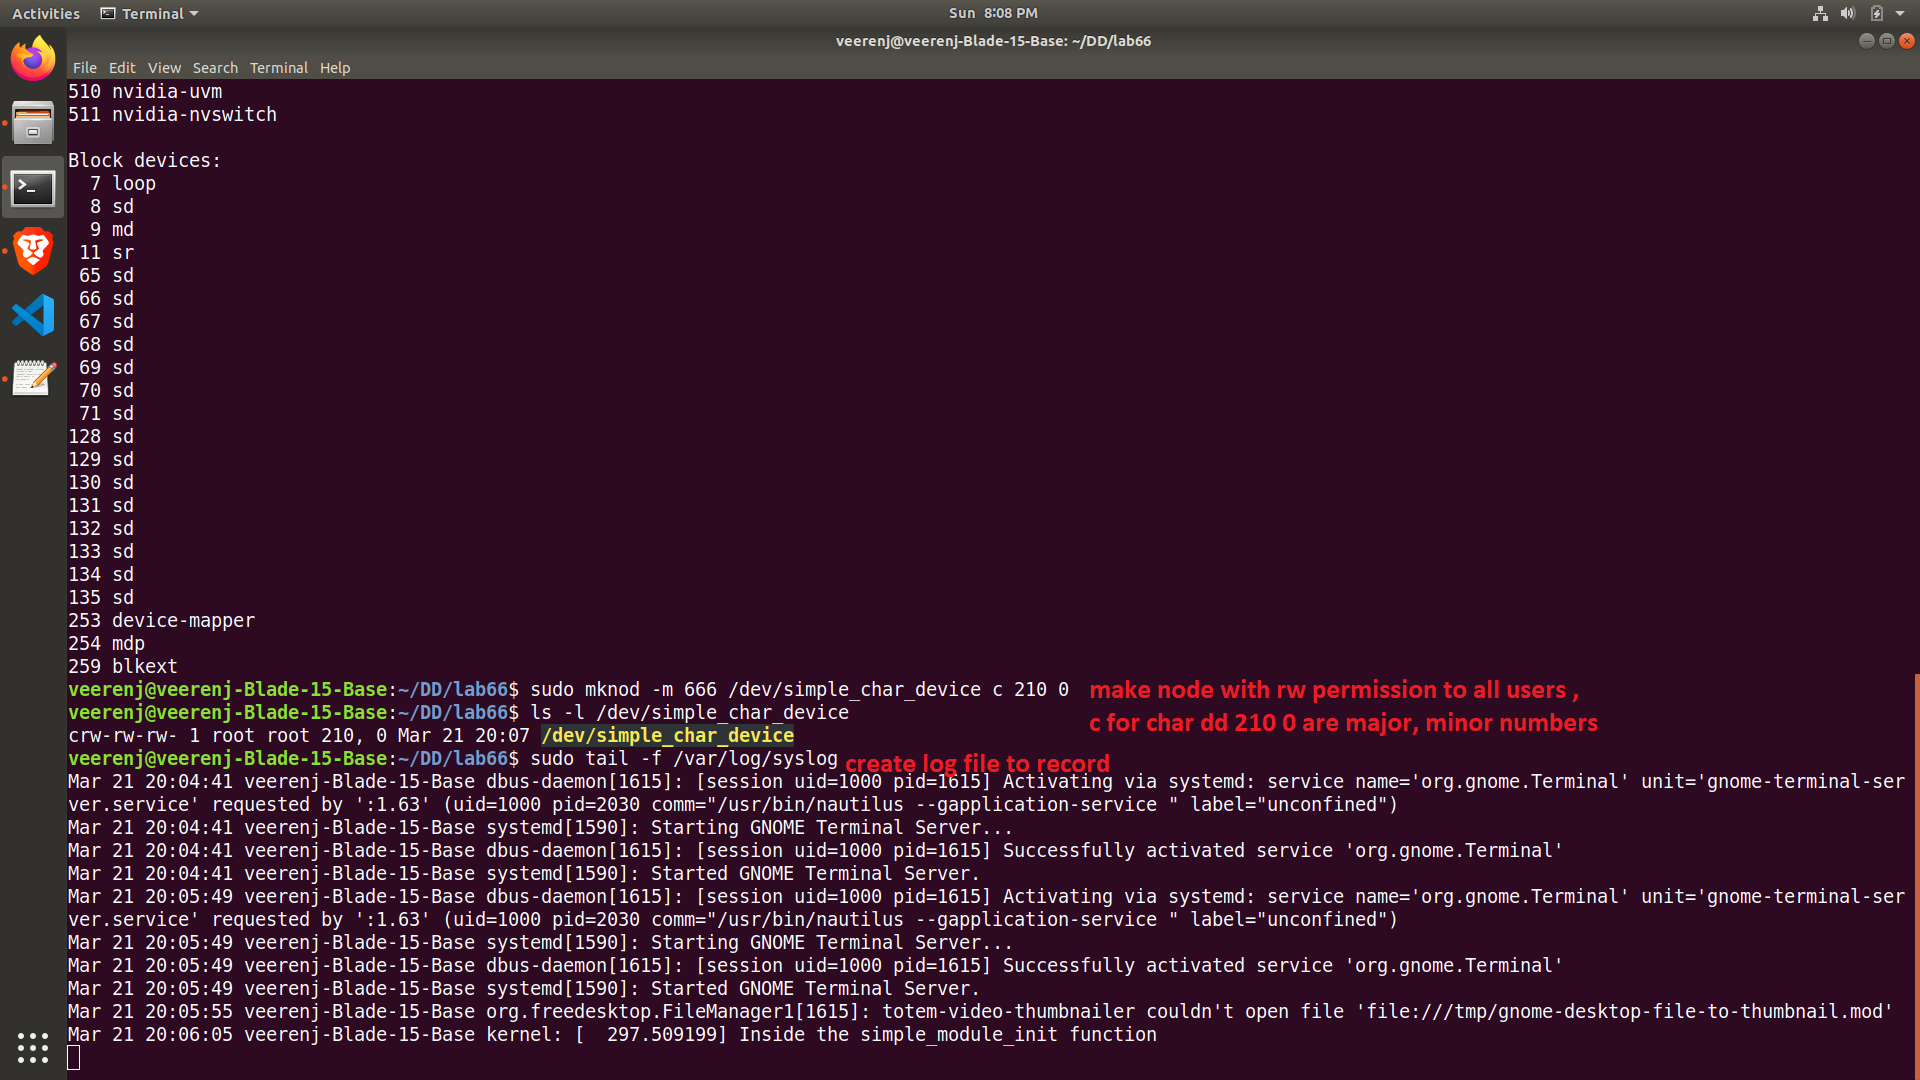 Activities Terminal Sun 8:08 PM
veerenj@veerenj-Blade-15-Base: ~/DD/lab66
File Edit View Search Terminal Help
510 nvidia-uvm
511 nvidia-nvswitch
Block devices:
7 loop
8 sd
9 md
11 sr
65 sd
66 sd
67 sd
68 sd
69 sd
70 sd
71 sd
128 sd
129 sd
130 sd
131 sd
132 sd
133 sd
134 sd
135 sd
253 device-mapper
254 mdp
259 blkext
veerenj@veerenj-Blade-15-Base:~/DD/lab66$ sudo mknod -m 666 /dev/simple_char_device c 210 0 make node with rw permission to all users ,
veerenj@veerenj-Blade-15-Base:~/DD/lab66$ ls -l /dev/simple_char_device c for char dd 210 0 are major, minor numbers
crw-rw-rw- 1 root root 210, 0 Mar 21 20:07 /dev/simple_char_device
veerenj@veerenj-Blade-15-Base:~/DD/lab66$ sudo tail -f /var/log/syslog create log file to record
Mar 21 20:04:41 veerenj-Blade-15-Base dbus-daemon[1615]: [session uid=1000 pid=1615] Activating via systemd: service name='org.gnome.Terminal' unit='gnome-terminal-ser
ver.service' requested by ':1.63' (uid=1000 pid=2030 comm="/usr/bin/nautilus --gapplication-service " label="unconfined")
Mar 21 20:04:41 veerenj-Blade-15-Base systemd[1590]: Starting GNOME Terminal Server...
Mar 21 20:04:41 veerenj-Blade-15-Base dbus-daemon[1615]: [session uid=1000 pid=1615] Successfully activated service 'org.gnome.Terminal'
Mar 21 20:04:41 veerenj-Blade-15-Base systemd[1590]: Started GNOME Terminal Server.
Mar 21 20:05:49 veerenj-Blade-15-Base dbus-daemon[1615]: [session uid=1000 pid=1615] Activating via systemd: service name='org.gnome.Terminal' unit='gnome-terminal-ser
ver.service' requested by ':1.63' (uid=1000 pid=2030 comm="/usr/bin/nautilus --gapplication-service " label="unconfined")
Mar 21 20:05:49 veerenj-Blade-15-Base systemd[1590]: Starting GNOME Terminal Server...
Mar 21 20:05:49 veerenj-Blade-15-Base dbus-daemon[1615]: [session uid=1000 pid=1615] Successfully activated service 'org.gnome.Terminal'
Mar 21 20:05:49 veerenj-Blade-15-Base systemd[1590]: Started GNOME Terminal Server.
Mar 21 20:05:55 veerenj-Blade-15-Base org.freedesktop.FileManager1[1615]: totem-video-thumbnailer couldn't open file 'file:///tmp/gnome-desktop-file-to-thumbnail.mod'
Mar 21 20:06:05 veerenj-Blade-15-Base kernel: [  297.509199] Inside the simple_module_init function